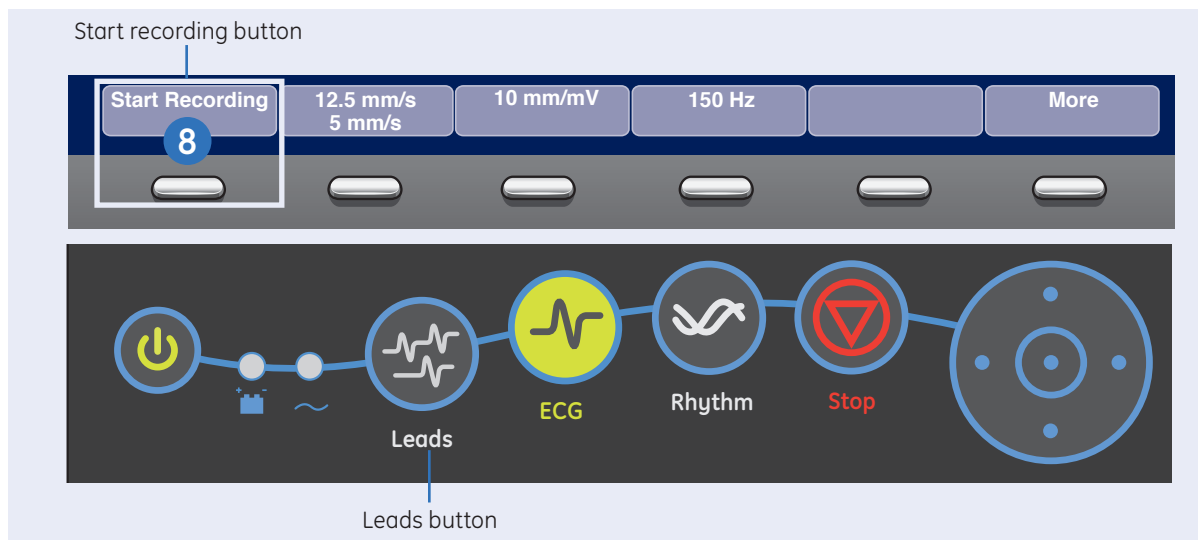 Start recording button
Start Recording
8
12.5 mm/s
5 mm/s
10 mm/mV
150 Hz
More
Leads
ECG
Rhythm
Stop
Leads button